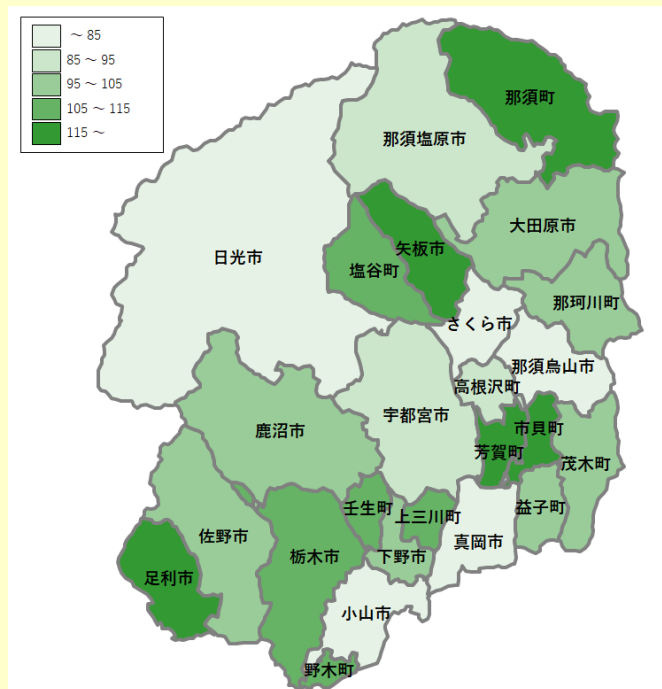 ～ 85
85 ～ 95
95 ～ 105
105 ～ 115
115 ～
那須町
那須塩原市
大田原市
矢板市
日光市
塩谷町
那珂川町
さくら市
那須烏山市
高根沢町
宇都宮市
市貝町
鹿沼市
芳賀町
茂木町
壬生町
益子町
上三川町
佐野市
真岡市
栃木市
下野市
足利市
小山市
野木町